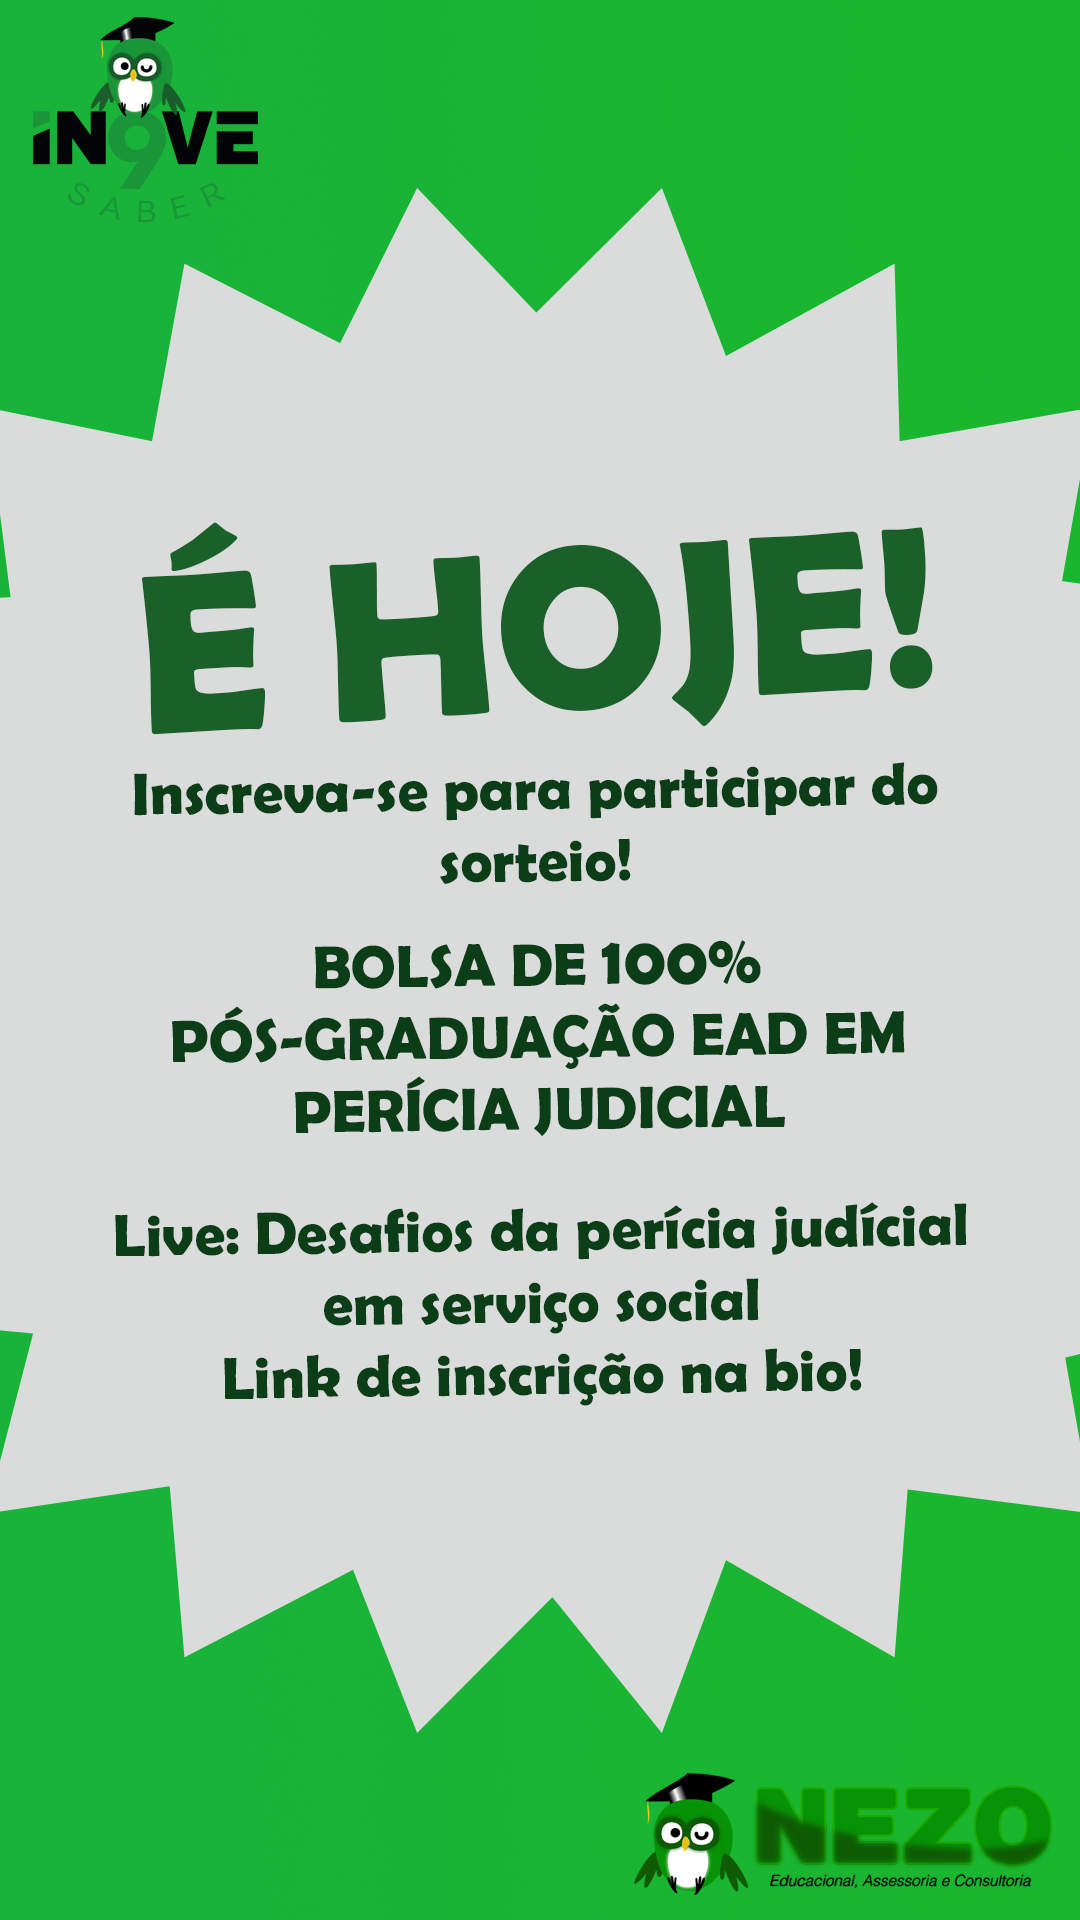 iN9VE
SABER
É HOJE!
Inscreva-se para participar do
sorteio!
BOLSA DE 100%
PÓS-GRADUAÇÃO EAD EM
PERÍCIA JUDICIAL
Live: Desafios da perícia judícial
em serviço social
Link de inscrição na bio!
NEZO
Educacional, Assessoria e Consultoria